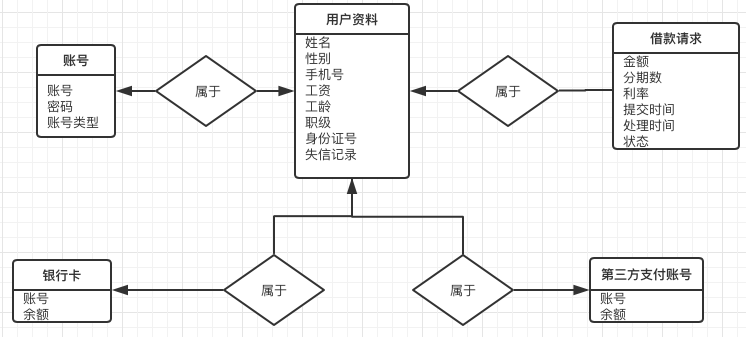 用户资料
姓名
性别
手机号
工资
工龄
职级
身份证号
失信记录
账号
账号
密码
账号类型
属于
属于
借款请求
金额
分期数
利率
提交时间
处理时间
状态
银行卡
账号
余额
属于
属于
第三方支付账号
账号
余额